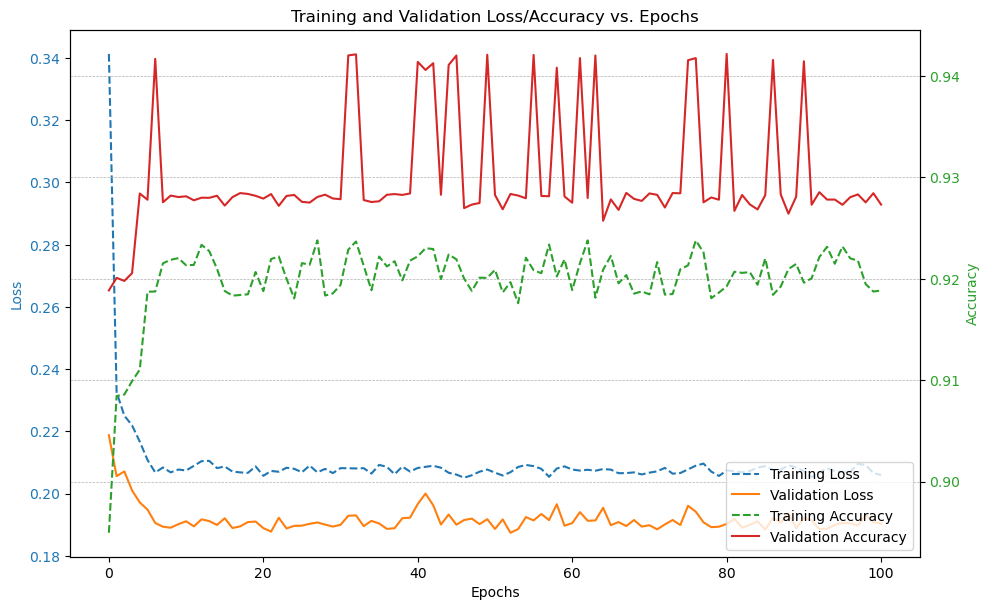 Training and Validation Loss/Accuracy vs. Epochs
0.34
0.32
0.30
0.28
0.26
0.24
0.22
0.20
0.18
Loss
0.94
0.93
0.92
0.91
0.90
Accuracy
Training Loss
Validation Loss
Training Accuracy
Validation Accuracy
0 20 40 60 80 100
Epochs